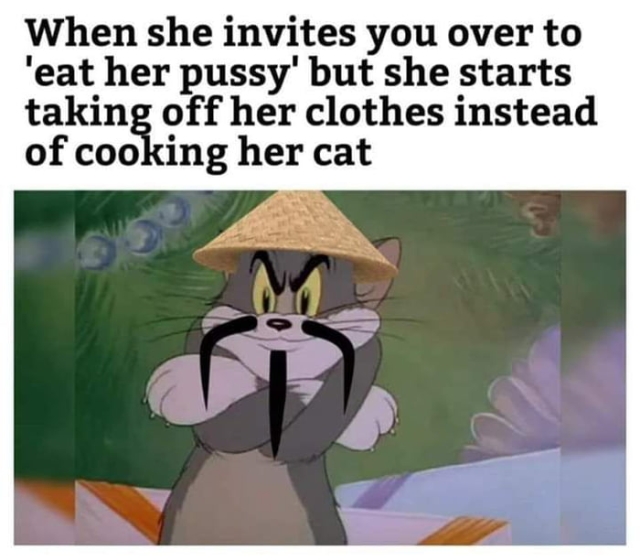 When she invites you over to
'eat her pussy' but she starts
taking off her clothes instead
of cooking her cat